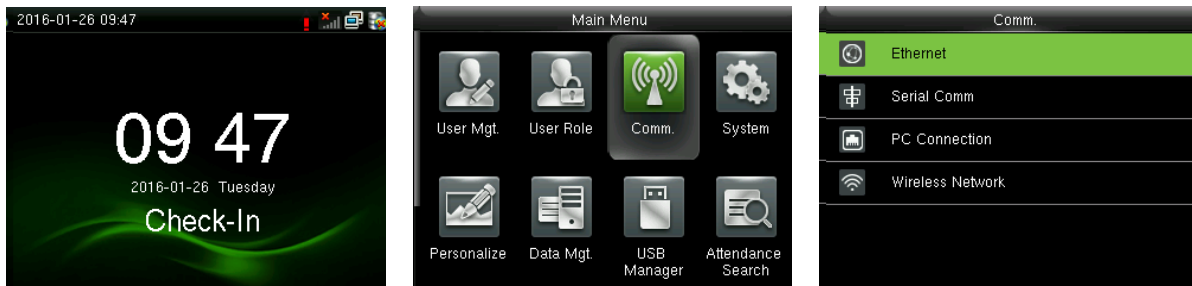 2016-01-26 09:47
09 47
2016-01-26 Tuesday
Check-In
Main Menu
User Mgt.
User Role
Comm.
System
Personalize
Data Mgt.
USB
Manager
Attendance
Search
Comm.
Ethernet
Serial Comm
PC Connection
Wireless Network